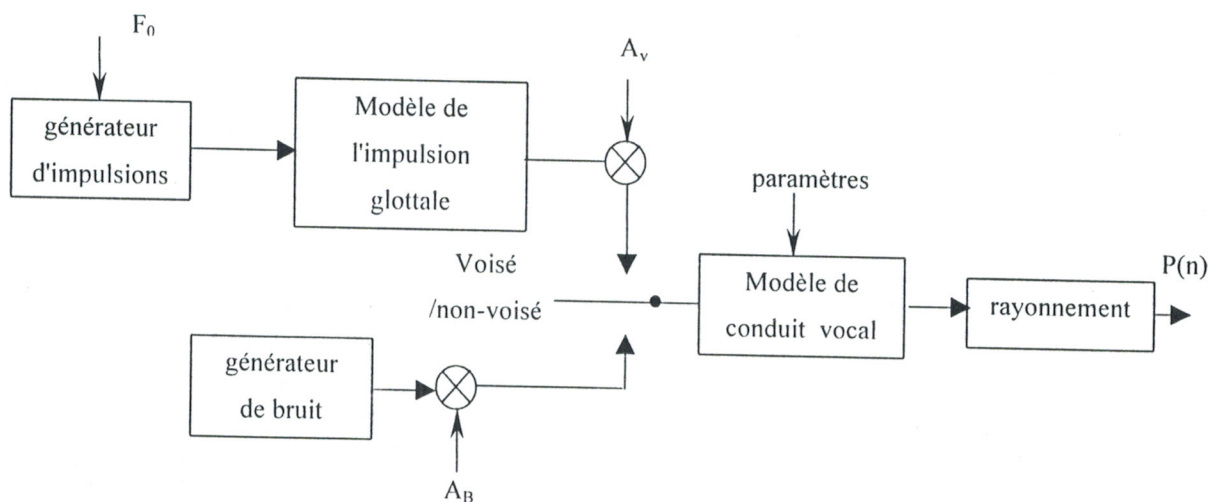 F₀
A_v
générateur
d'impulsions
Modèle de
l'impulsion
glottale
paramètres
Voisé
/non-voisé
Modèle de
conduit vocal
rayonnement
P(n)
générateur
de bruit
A_B